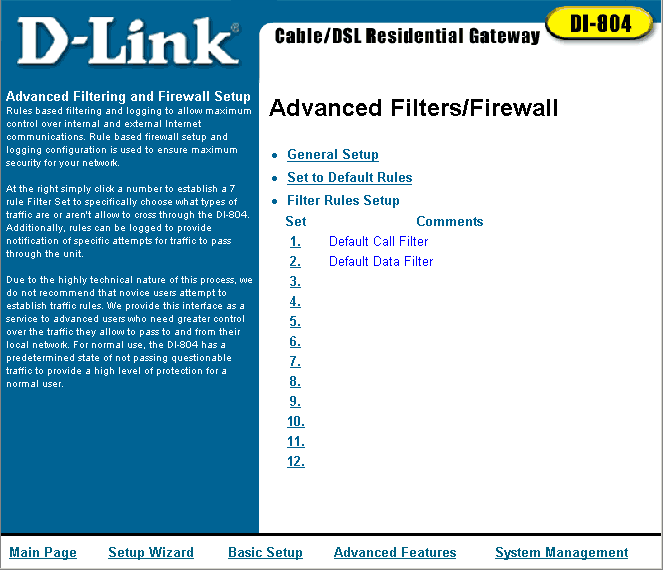 D-Link®
Cable/DSL Residential Gateway
DI-804
Advanced Filtering and Firewall Setup
Rules based filtering and logging to allow maximum
control over internal and external Internet
communications. Rule based firewall setup and
logging configuration is used to ensure maximum
security for your network.
At the right simply click a number to establish a 7
rule Filter Set to specifically choose what types of
traffic are or aren't allow to cross through the DI-804.
Additionally, rules can be logged to provide
notification of specific attempts for traffic to pass
through the unit.
Due to the highly technical nature of this process, we
do not recommend that novice users attempt to
establish traffic rules. We provide this interface as a
service to advanced users who need greater control
over the traffic they allow to pass to and from their
local network. For normal use, the DI-804 has a
predetermined state of not passing questionable
traffic to provide a high level of protection for a
normal user.
Advanced Filters/Firewall
General Setup
Set to Default Rules
Filter Rules Setup
Set Comments
1. Default Call Filter
2. Default Data Filter
3.
4.
5.
6.
7.
8.
9.
10.
11.
12.
Main Page Setup Wizard Basic Setup Advanced Features System Management